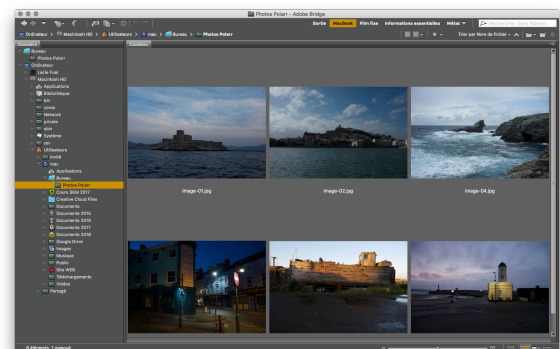 Photos Polarr - Adobe Bridge
Sortie MacBook Film fixe Informations essentielles Métal
Rechercher dans Adobe...
Ordinateur Macintosh HD Utilisateurs mac Bureau Photos Polarr
Trier par Nom de fichier
Dossiers
Contenu
Bureau
Photos Polarr
Ordinateur
Lacie Fuel
Macintosh HD
Applications
Bibliothèque
bin
cores
Network
private
sbin
Système
usr
Utilisateurs
Invité
mac
Applications
Bureau
Photos Polarr
Cours SEM 2017
Creative Cloud Files
Documents
Documents 2015
Documents 2016
Documents 2017
Documents 2018
Google Drive
Images
Musique
Public
Site WEB
Téléchargements
Vidéos
Partagé
image-01.jpg
image-02.jpg
image-04.jpg